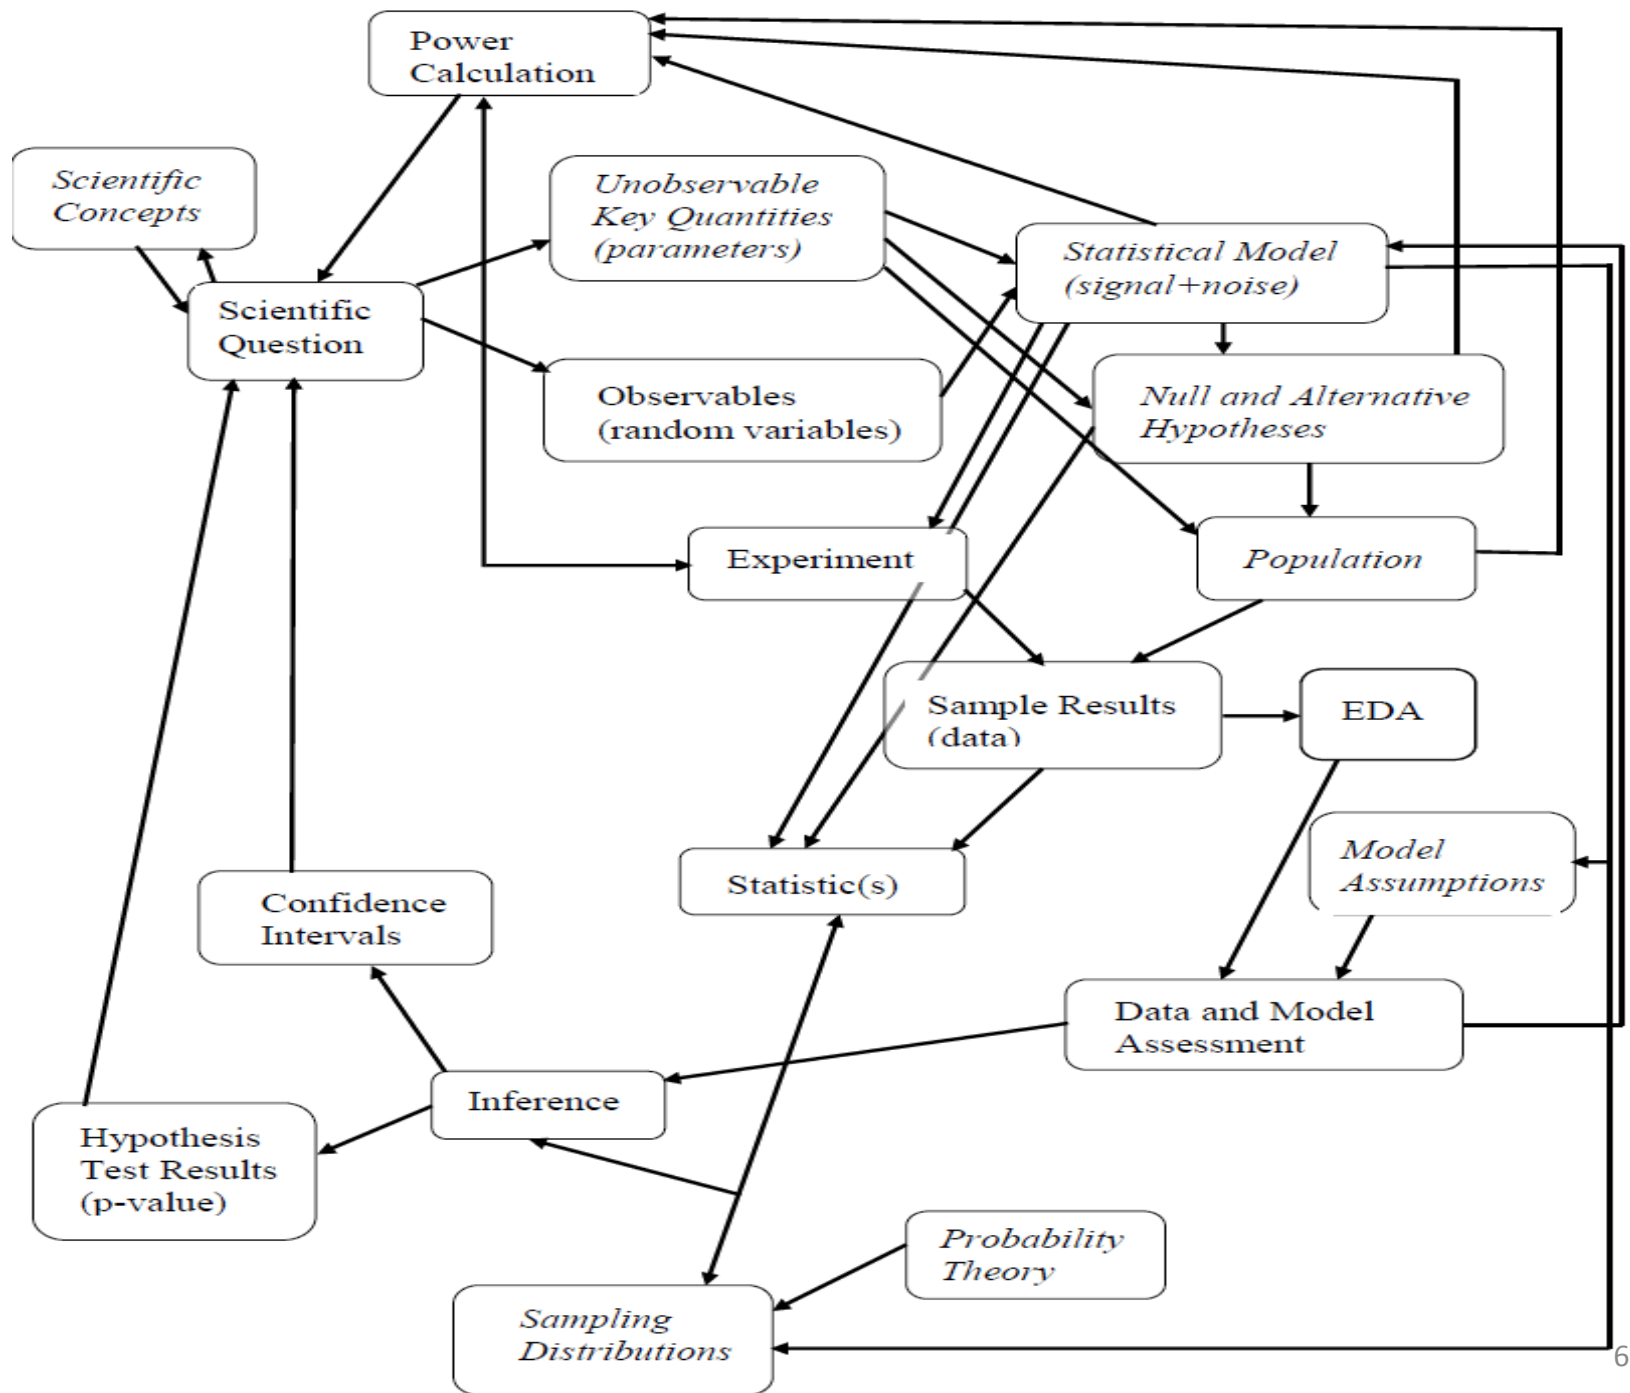 Power
Calculation
Scientific
Concepts
Unobservable
Key Quantities
(parameters)
Statistical Model
(signal+noise)
Scientific
Question
Observables
(random variables)
Null and Alternative
Hypotheses
Experiment
Population
Sample Results
(data)
EDA
Model
Assumptions
Statistic(s)
Confidence
Intervals
Data and Model
Assessment
Inference
Hypothesis
Test Results
(p-value)
Probability
Theory
Sampling
Distributions
6